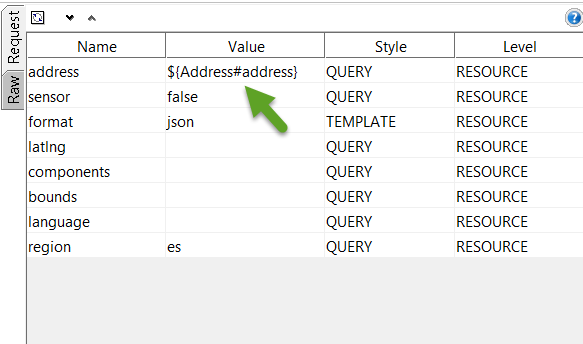 Request
Raw
Name Value Style Level
address ${Address#address} QUERY RESOURCE
sensor false QUERY RESOURCE
format json TEMPLATE RESOURCE
latlng QUERY RESOURCE
components QUERY RESOURCE
bounds QUERY RESOURCE
language QUERY RESOURCE
region es QUERY RESOURCE